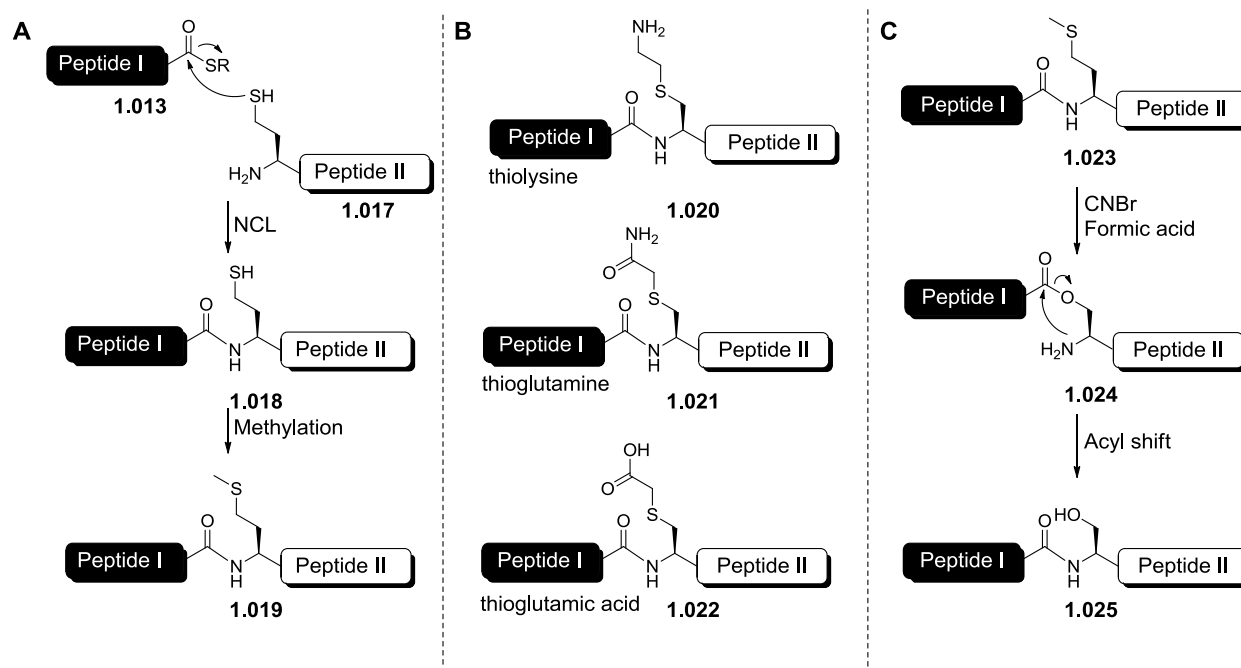 A
O
Peptide I
SR
1.013
SH
H₂N
Peptide II
1.017
NCL
SH
O
Peptide I
N
H
Peptide II
1.018
Methylation
S
O
Peptide I
N
H
Peptide II
1.019
B
NH₂
S
O
Peptide I
N
H
Peptide II
thiolysine
1.020
NH₂
O
S
O
Peptide I
N
H
Peptide II
thioglutamine
1.021
OH
O
S
O
Peptide I
N
H
Peptide II
thioglutamic acid
1.022
C
S
O
Peptide I
N
H
Peptide II
1.023
CNBr
Formic acid
O
Peptide I
O
H₂N
Peptide II
1.024
Acyl shift
HO
O
Peptide I
N
H
Peptide II
1.025